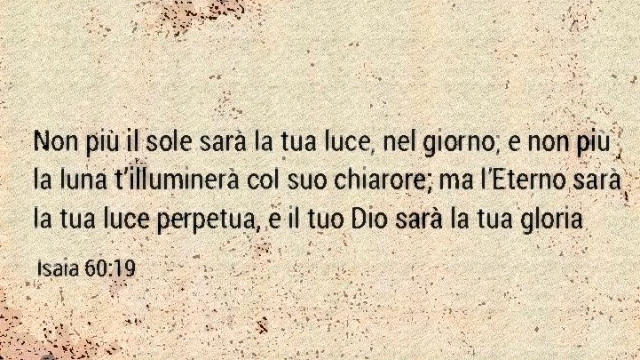 Non più il sole sarà la tua luce, nel giorno; e non più
la luna t'illuminerà col suo chiarore; ma l'Eterno sarà
la tua luce perpetua, e il tuo Dio sarà la tua gloria
Isaia 60:19